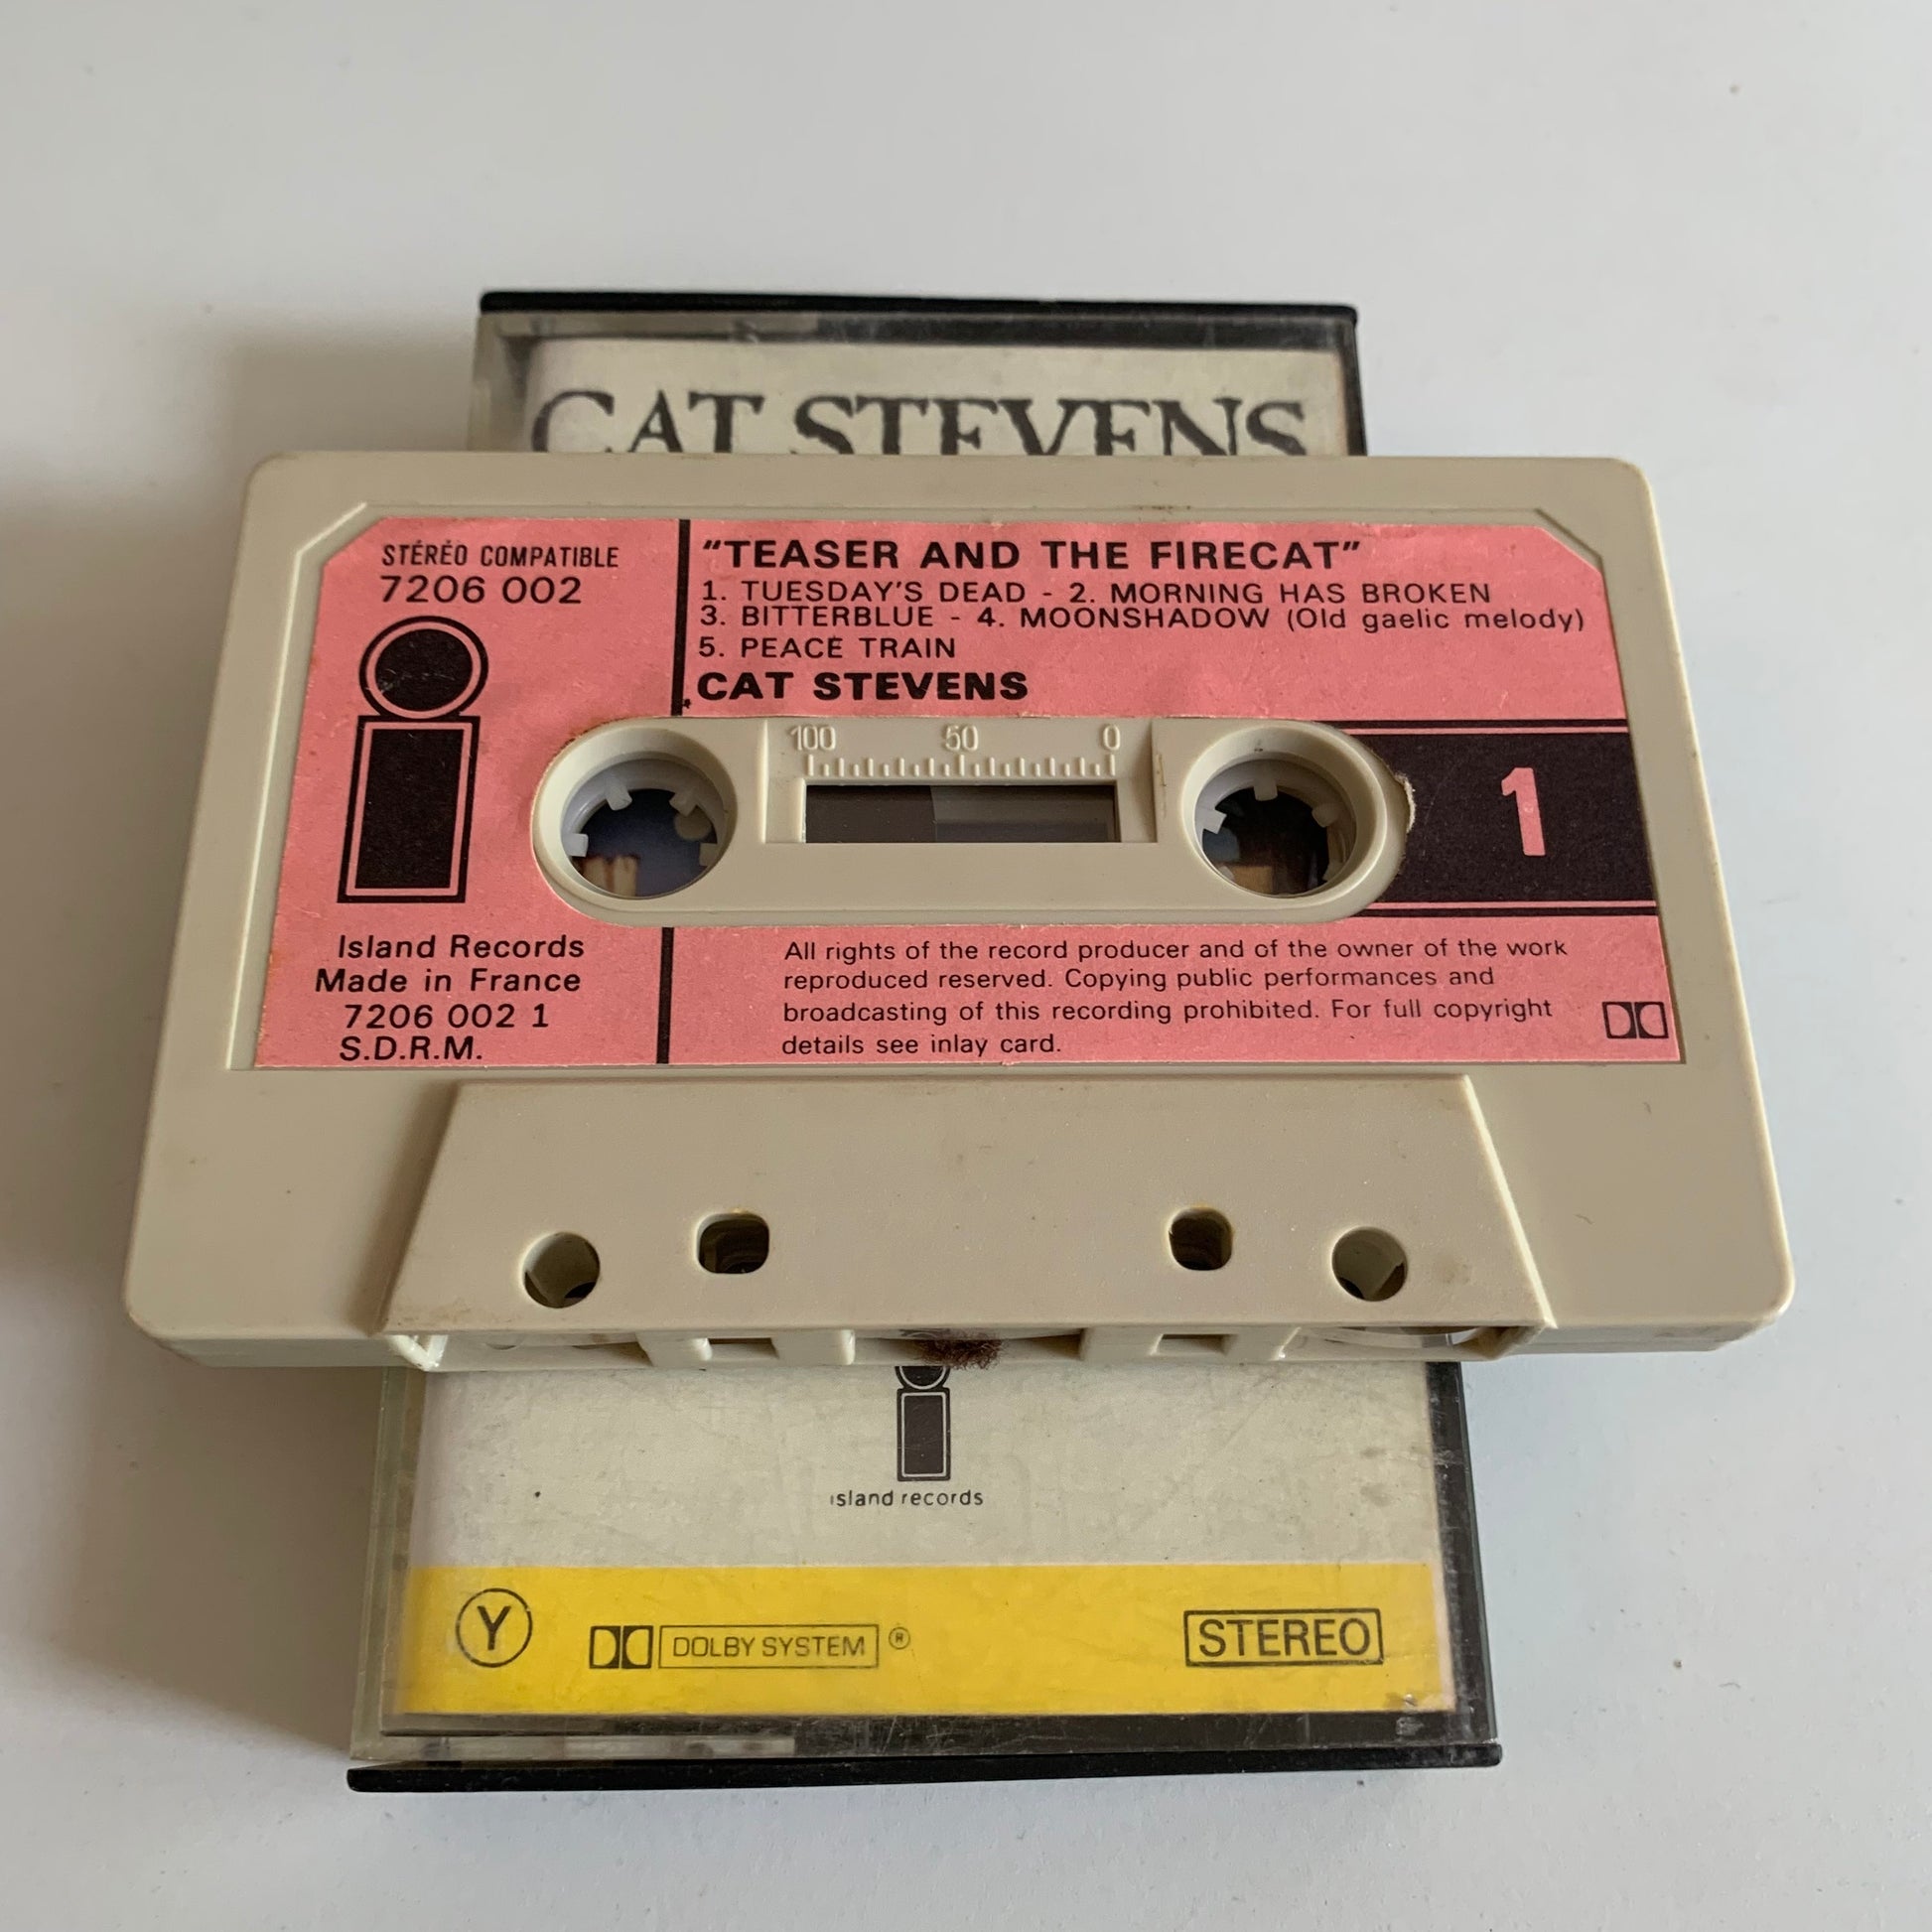 CAT STEVENS
STÉRÉO COMPATIBLE
7206 002
"TEASER AND THE FIRECAT"
1. TUESDAY'S DEAD - 2. MORNING HAS BROKEN
3. BITTERBLUE - 4. MOONSHADOW (Old gaelic melody)
5. PEACE TRAIN
CAT STEVENS
100 50 0
1
Island Records
Made in France
7206 002 1
S.D.R.M.
All rights of the record producer and of the owner of the work
reproduced reserved. Copying public performances and
broadcasting of this recording prohibited. For full copyright
details see inlay card.
island records
Y
DOLBY SYSTEM ®
STEREO